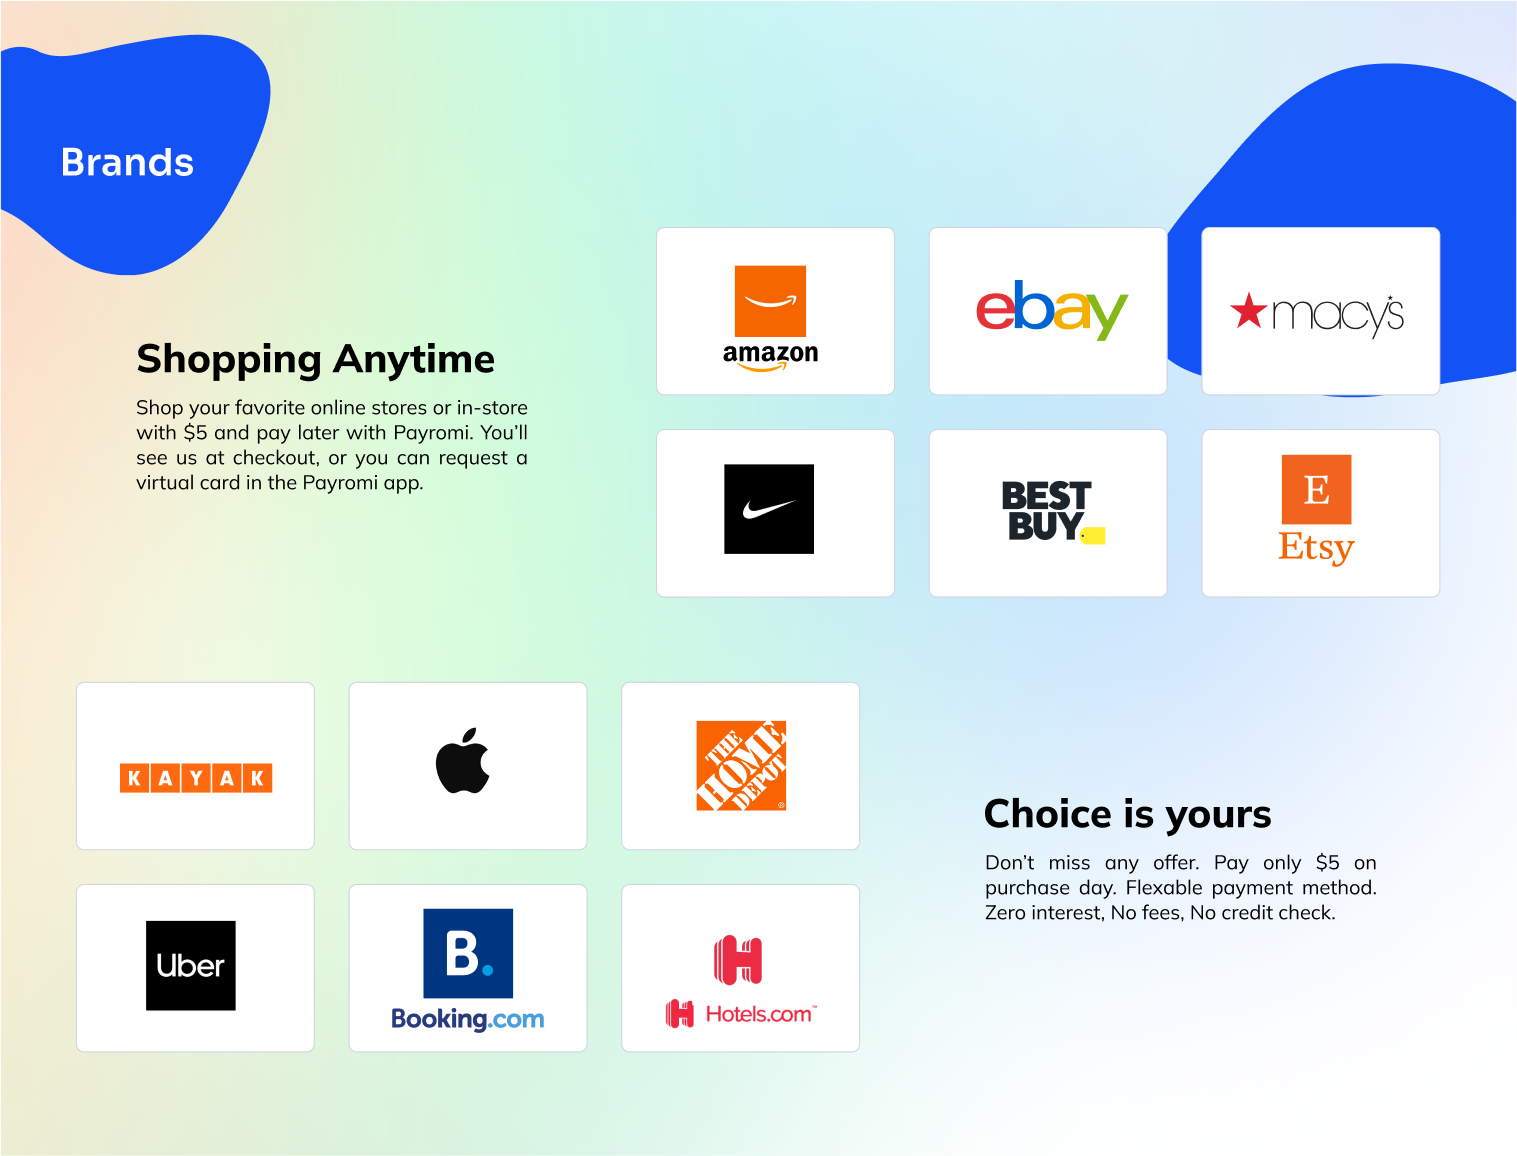 Brands
Shopping Anytime
Shop your favorite online stores or in-store
with $5 and pay later with Payromi. You’ll
see us at checkout, or you can request a
virtual card in the Payromi app.
amazon
ebay
macy's
BEST
BUY
E
Etsy
KAYAK
THE
HOME
DEPOT
®
Uber
B.
Booking.com
H
H Hotels.com™
Choice is yours
Don’t miss any offer. Pay only $5 on
purchase day. Flexable payment method.
Zero interest, No fees, No credit check.